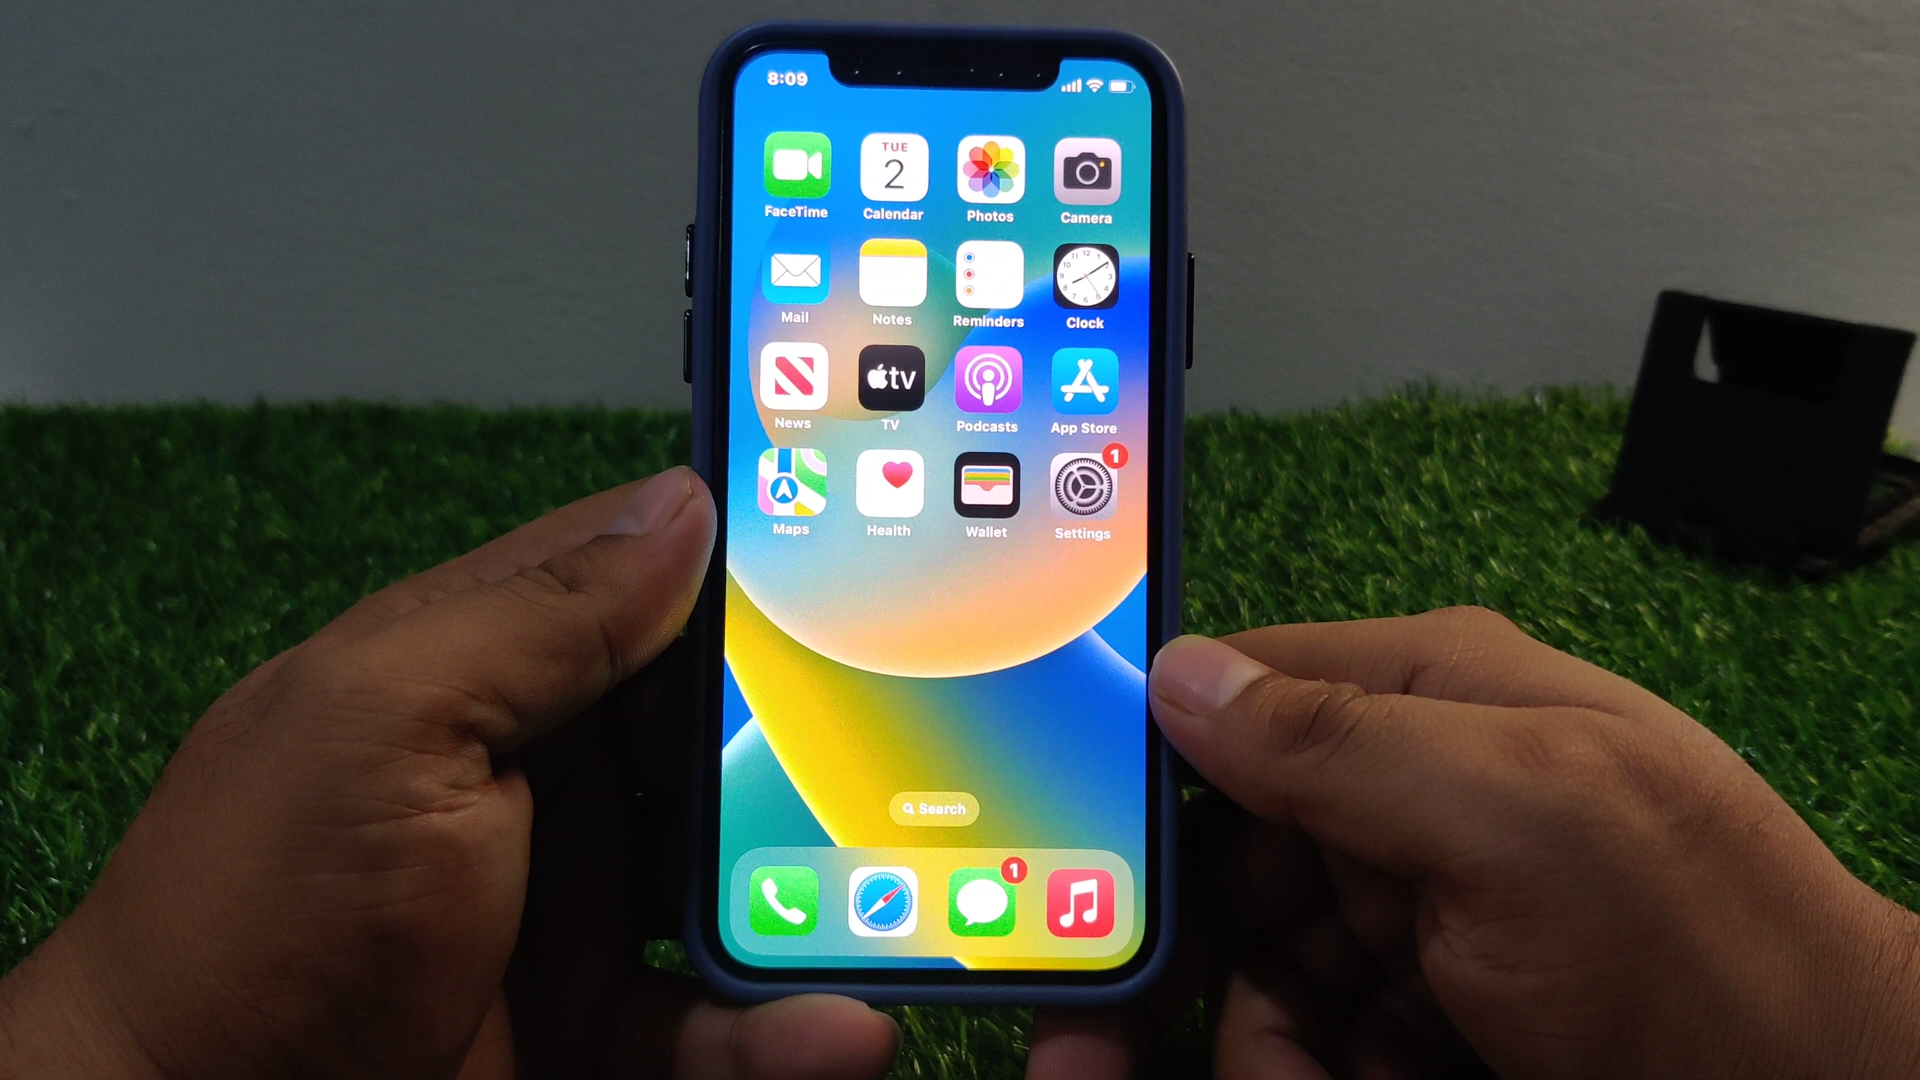 8:09
TUE
2
FaceTime Calendar Photos Camera
Mail Notes Reminders Clock
tv
News TV Podcasts App Store
1
Maps Health Wallet Settings
Search
1